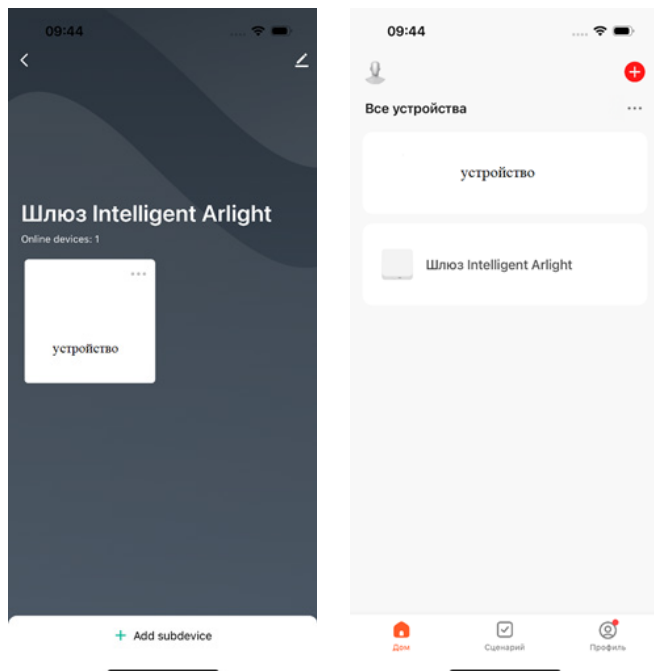 09:44
Шлюз Intelligent Arlight
Online devices: 1
устройство
+ Add subdevice
09:44
Все устройства
устройство
Шлюз Intelligent Arlight
Дом
Сценарий
Профиль